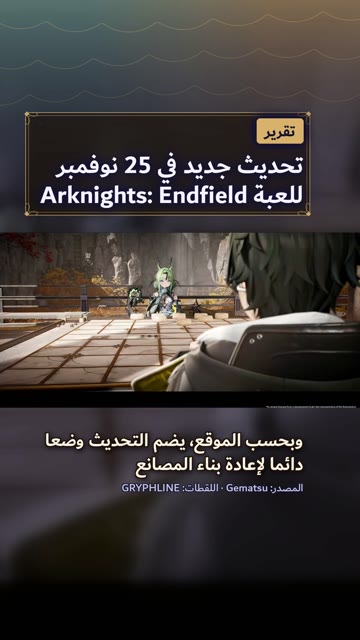 تقرير
تحديث جديد في 25 نوفمبر
للعبة Arknights: Endfield
وبحسب الموقع، يضم التحديث وضعا
دائما لإعادة بناء المصانع
المصدر: Gematsu · اللقطات: GRYPHLINE